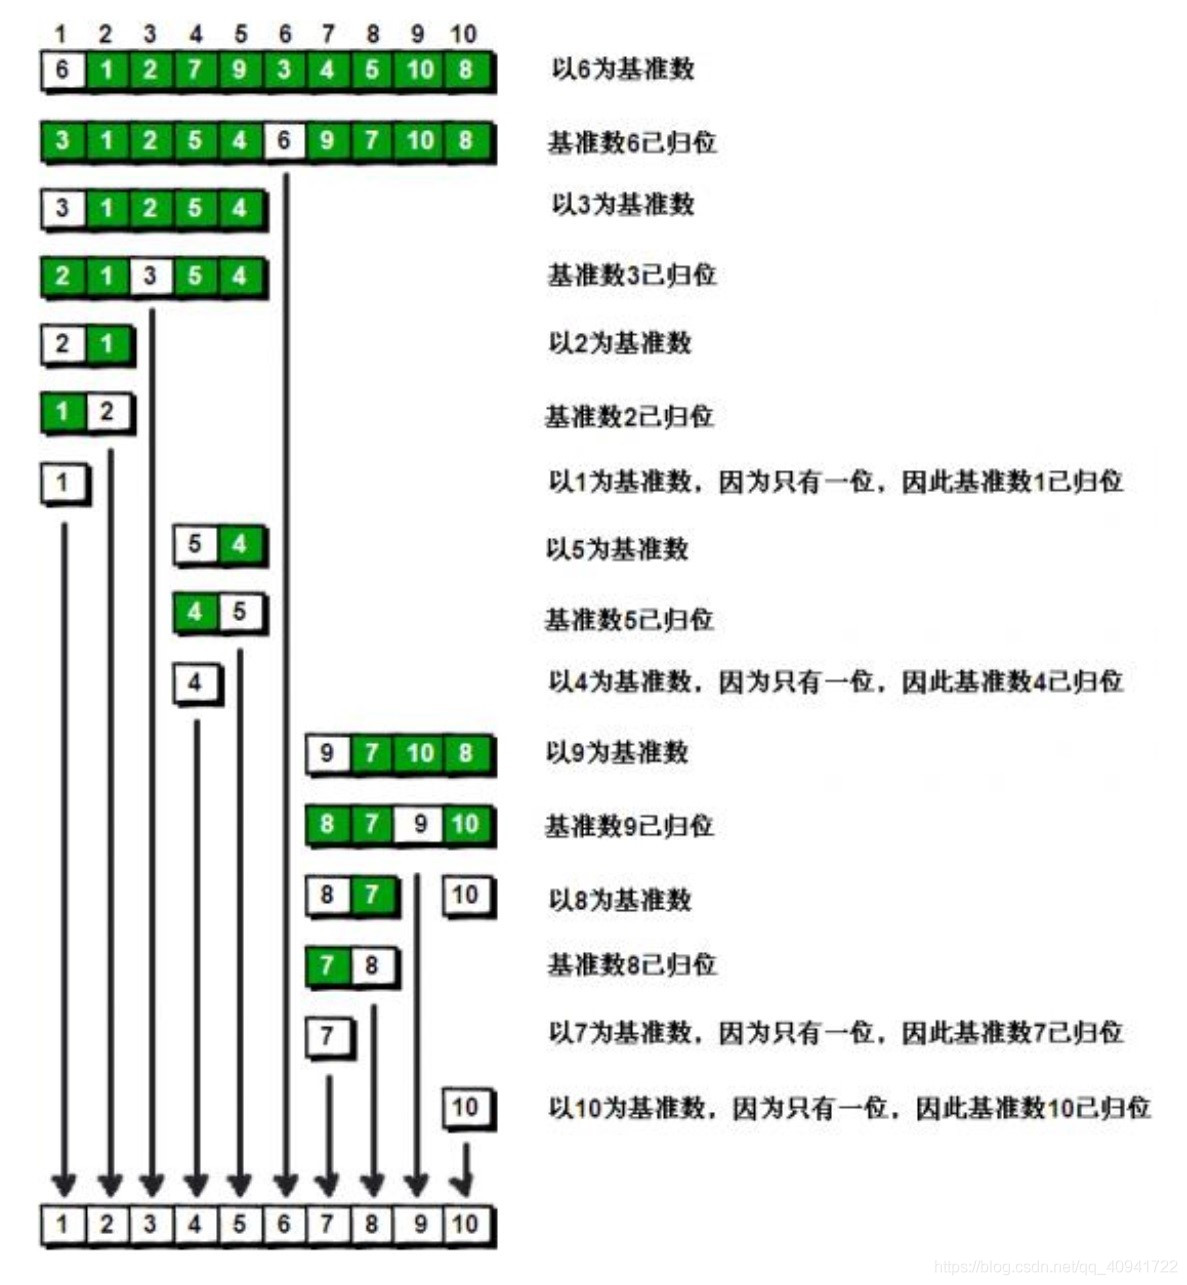 1 2 3 4 5 6 7 8 9 10
6 1 2 7 9 3 4 5 10 8 以6为基准数
3 1 2 5 4 6 9 7 10 8 基准数6己归位
3 1 2 5 4 以3为基准数
2 1 3 5 4 基准数3己归位
2 1 以2为基准数
1 2 基准数2己归位
1 以1为基准数，因为只有一位，因此基准数1己归位
5 4 以5为基准数
4 5 基准数5己归位
4 以4为基准数，因为只有一位，因此基准数4己归位
9 7 10 8 以9为基准数
8 7 9 10 基准数9己归位
8 7 10 以8为基准数
7 8 基准数8己归位
7 以7为基准数，因为只有一位，因此基准数7己归位
10 以10为基准数，因为只有一位，因此基准数10己归位
1 2 3 4 5 6 7 8 9 10
https://blog.csdn.net/qq_40941722